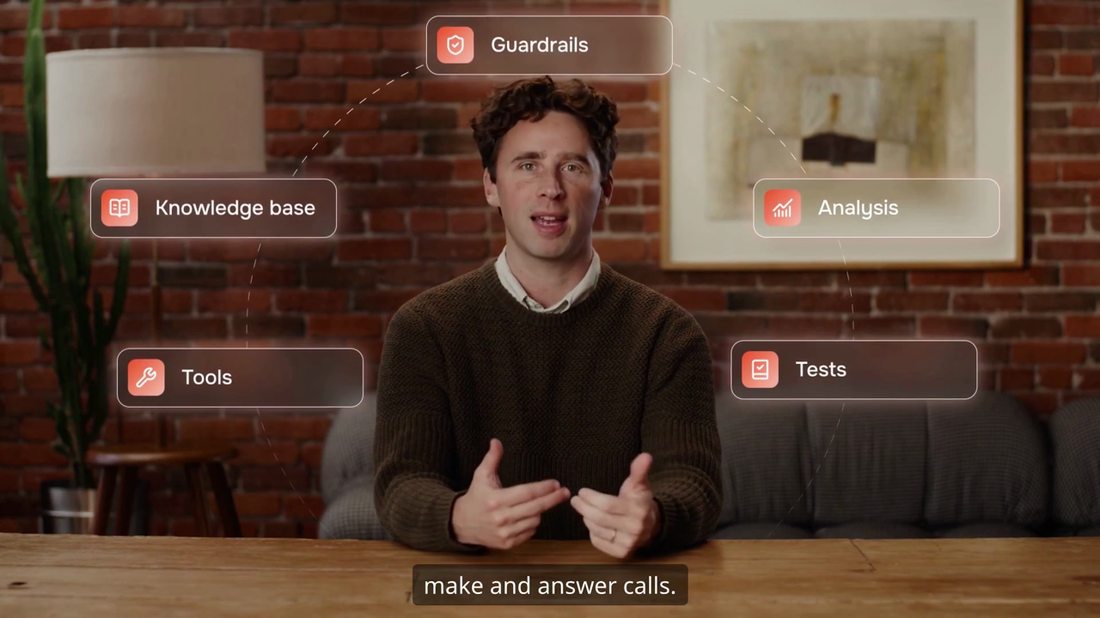 Guardrails
Knowledge base
Analysis
Tools
Tests
make and answer calls.